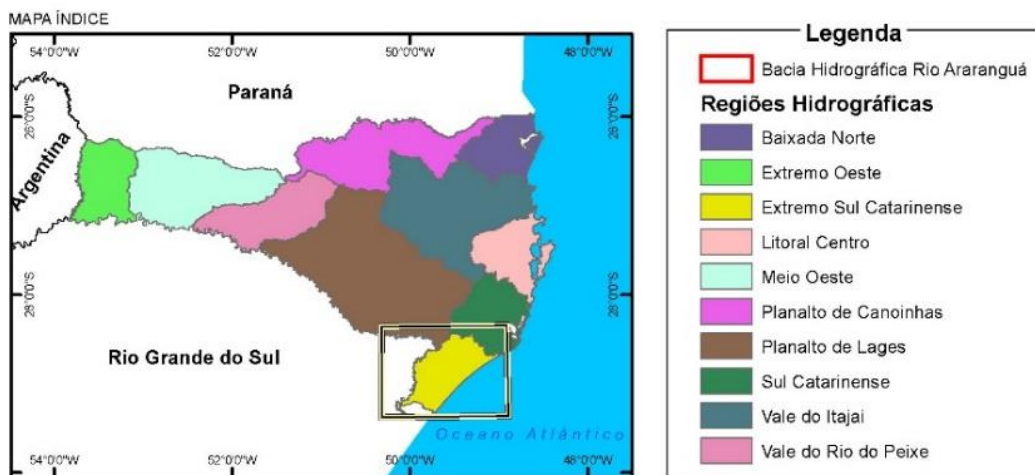 MAPA ÍNDICE
54°0'0"W
52°0'0"W
50°0'0"W
48°0'0"W
26°0'0"S
26°0'0"S
28°0'0"S
28°0'0"S
Paraná
Argentina
Rio Grande do Sul
Oceano Atlântico
54°0'0"W
52°0'0"W
50°0'0"W
48°0'0"W
Legenda
Bacia Hidrográfica Rio Araranguá
Regiões Hidrográficas
Baixada Norte
Extremo Oeste
Extremo Sul Catarinense
Litoral Centro
Meio Oeste
Planalto de Canoinhas
Planalto de Lages
Sul Catarinense
Vale do Itajai
Vale do Rio do Peixe